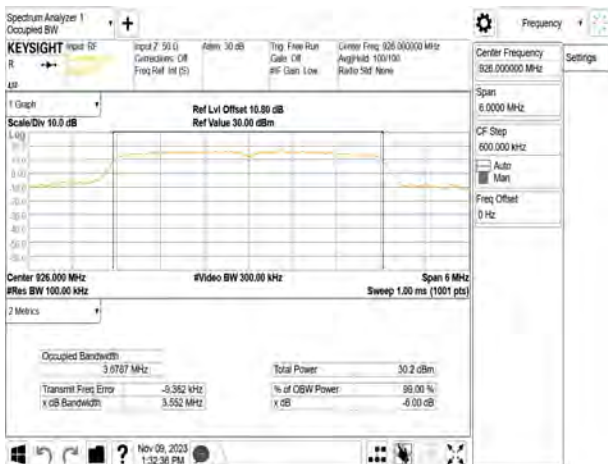 Spectrum Analyzer 1
Occupied BW
+
Frequency
KEYSIGHT Input: RF
R
Input Z: 50 Ω
Corrections: Off
Freq Ref: Int (S)
Atten: 30 dB
Trig: Free Run
Gate: Off
#IF Gain: Low
Center Freq: 926.000000 MHz
Avg|Hold: 100/100
Radio Std: None
Center Frequency
926.000000 MHz
Settings
Span
6.0000 MHz
CF Step
600.000 kHz
Auto
Man
Freq Offset
0 Hz
1 Graph
Scale/Div 10.0 dB
Ref Lvl Offset 10.80 dB
Ref Value 30.00 dBm
Log
Center 926.000 MHz
#Video BW 300.00 kHz
Span 6 MHz
#Res BW 100.00 kHz
Sweep 1.00 ms (1001 pts)
2 Metrics
Occupied Bandwidth
3.6787 MHz
Total Power
30.2 dBm
Transmit Freq Error
-9.362 kHz
% of OBW Power
99.00 %
x dB Bandwidth
3.552 MHz
x dB
-6.00 dB
?
Nov 09, 2023
1:32:36 PM